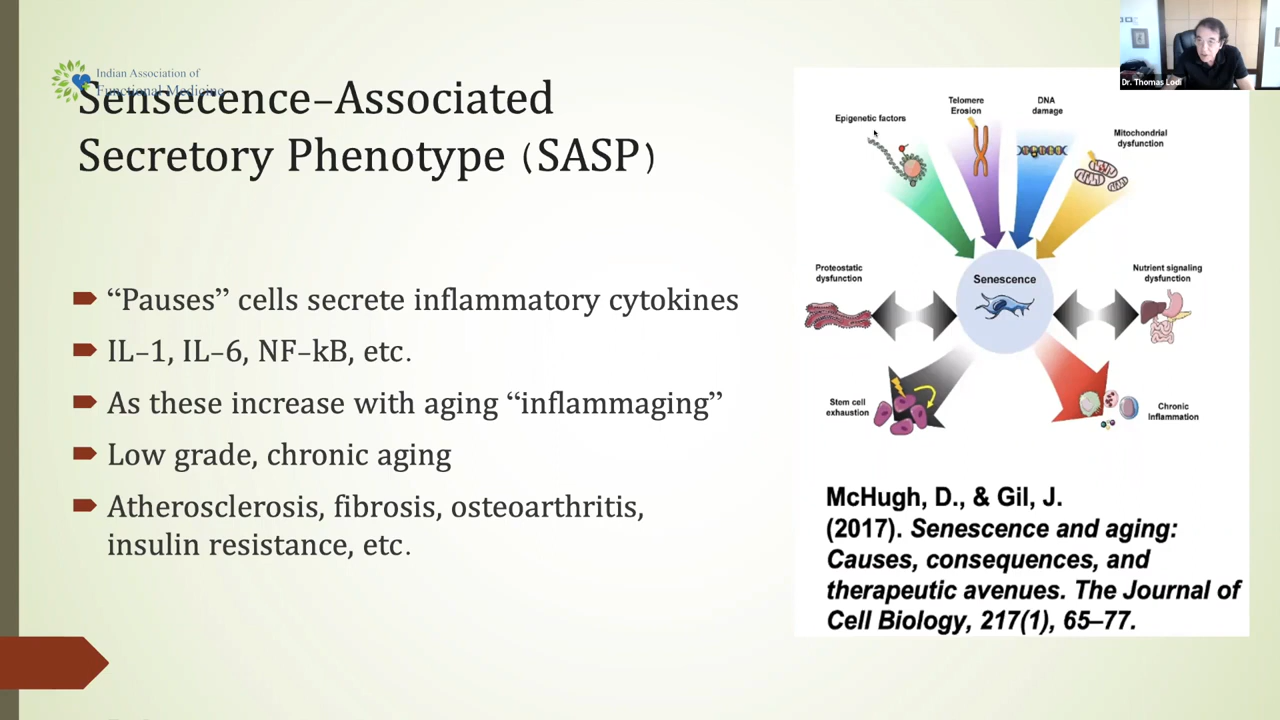 Indian Association of
Functional Medicine
Sensecence–Associated
Secretory Phenotype (SASP)
“Pauses” cells secrete inflammatory cytokines
IL–1, IL–6, NF–kB, etc.
As these increase with aging “inflammaging”
Low grade, chronic aging
Atherosclerosis, fibrosis, osteoarthritis,
insulin resistance, etc.
Dr. Thomas Lodi
Epigenetic factors
Telomere
Erosion
DNA
damage
Mitochondrial
dysfunction
Proteostatic
dysfunction
Senescence
Nutrient signaling
dysfunction
Stem cell
exhaustion
Chronic
Inflammation
McHugh, D., & Gil, J.
(2017). Senescence and aging:
Causes, consequences, and
therapeutic avenues. The Journal of
Cell Biology, 217(1), 65–77.